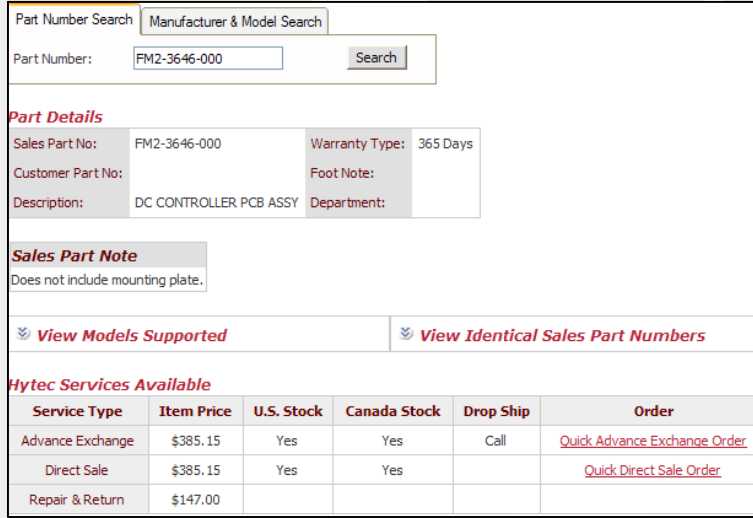 Part Number Search Manufacturer & Model Search
Part Number: FM2-3646-000 Search
Part Details
Sales Part No: FM2-3646-000 Warranty Type: 365 Days
Customer Part No: Foot Note:
Description: DC CONTROLLER PCB ASSY Department:
Sales Part Note
Does not include mounting plate.
View Models Supported View Identical Sales Part Numbers
Hytec Services Available
Service Type Item Price U.S. Stock Canada Stock Drop Ship Order
Advance Exchange $385.15 Yes Yes Call Quick Advance Exchange Order
Direct Sale $385.15 Yes Yes Quick Direct Sale Order
Repair & Return $147.00